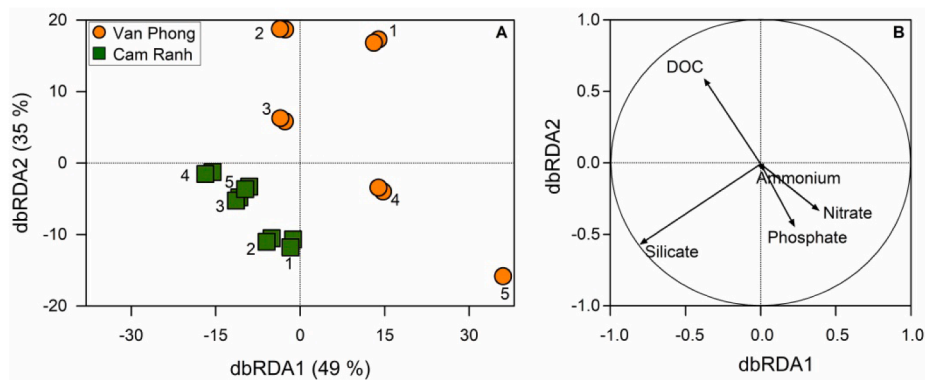 Van Phong
Cam Ranh
A
20
10
0
-10
-20
dbRDA2 (35 %)
2
1
3
4
5
4
5
3
2
1
-30
-15
0
15
30
dbRDA1 (49 %)
B
1.0
0.5
0.0
-0.5
-1.0
dbRDA2
DOC
Ammonium
Nitrate
Phosphate
Silicate
-1.0
-0.5
0.0
0.5
1.0
dbRDA1